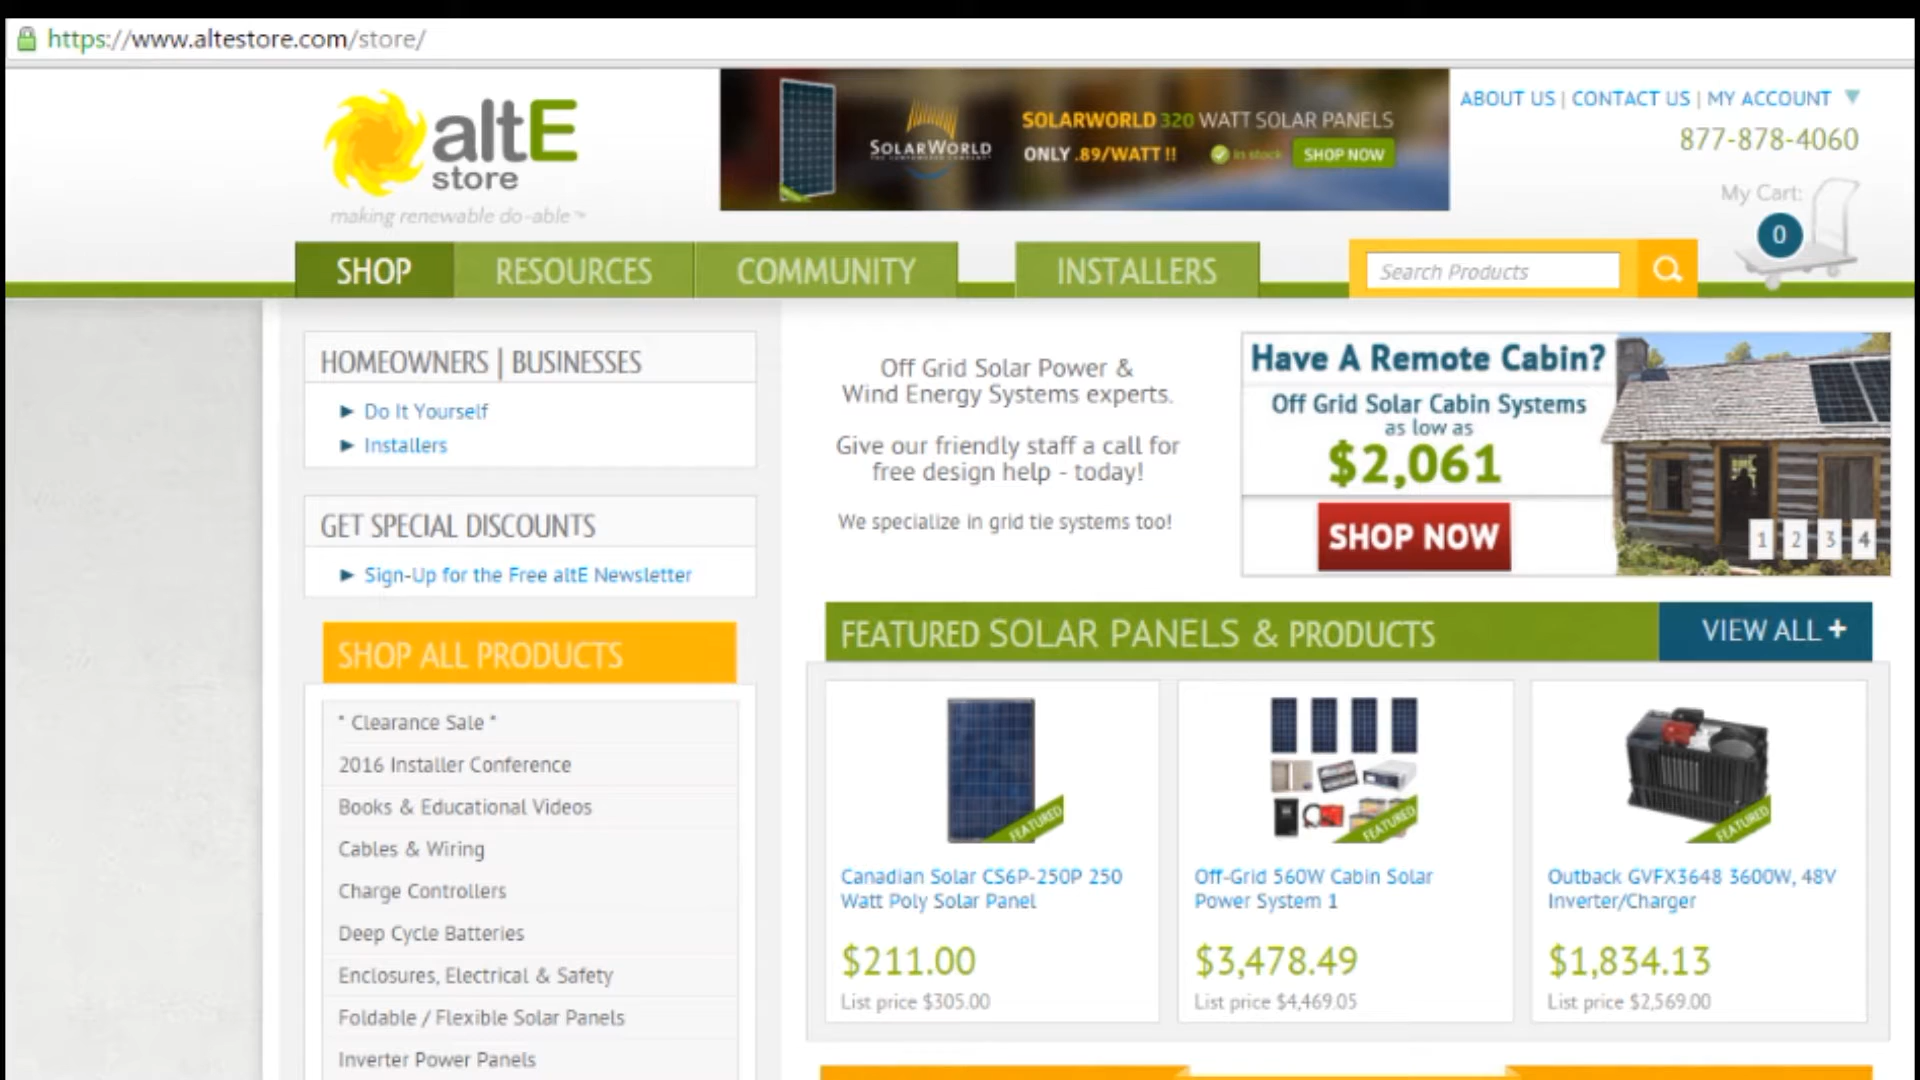 https://www.altestore.com/store/
altE
store
making renewable do-able™
SOLARWORLD
SOLARWORLD 320 WATT SOLAR PANELS
ONLY .89/WATT !!
in stock
SHOP NOW
ABOUT US | CONTACT US | MY ACCOUNT
877-878-4060
My Cart:
0
SHOP
RESOURCES
COMMUNITY
INSTALLERS
Search Products
HOMEOWNERS | BUSINESSES
Do It Yourself
Installers
GET SPECIAL DISCOUNTS
Sign-Up for the Free altE Newsletter
SHOP ALL PRODUCTS
* Clearance Sale *
2016 Installer Conference
Books & Educational Videos
Cables & Wiring
Charge Controllers
Deep Cycle Batteries
Enclosures, Electrical & Safety
Foldable / Flexible Solar Panels
Inverter Power Panels
Off Grid Solar Power &
Wind Energy Systems experts.
Give our friendly staff a call for
free design help - today!
We specialize in grid tie systems too!
Have A Remote Cabin?
Off Grid Solar Cabin Systems
as low as
$2,061
SHOP NOW
1 2 3 4
FEATURED SOLAR PANELS & PRODUCTS
VIEW ALL +
FEATURED
Canadian Solar CS6P-250P 250
Watt Poly Solar Panel
$211.00
List price $305.00
FEATURED
Off-Grid 560W Cabin Solar
Power System 1
$3,478.49
List price $4,469.05
FEATURED
Outback GVFX3648 3600W, 48V
Inverter/Charger
$1,834.13
List price $2,569.00